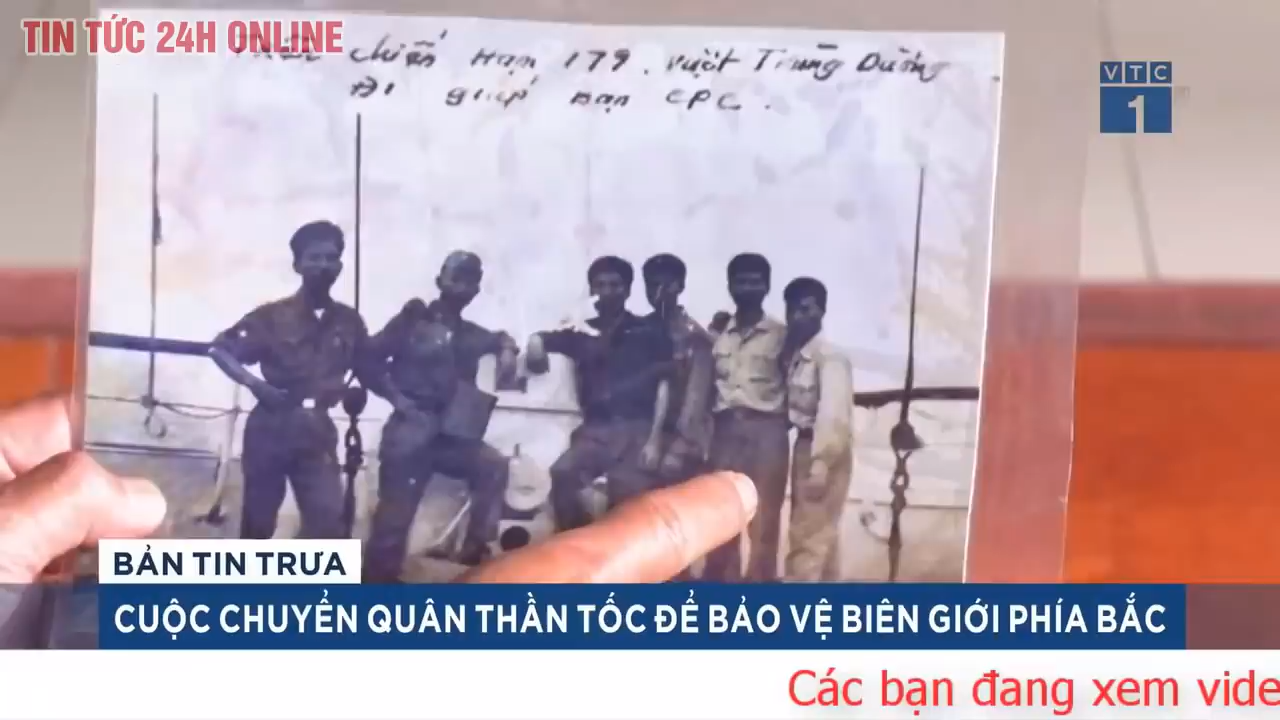 TIN TỨC 24H ONLINE
chiến Hạm 179. vượt Trùng Dương
Đi giúp bạn CPC.
VTC
1
BẢN TIN TRƯA
CUỘC CHUYỂN QUÂN THẦN TỐC ĐỂ BẢO VỆ BIÊN GIỚI PHÍA BẮC
Các bạn đang xem vide